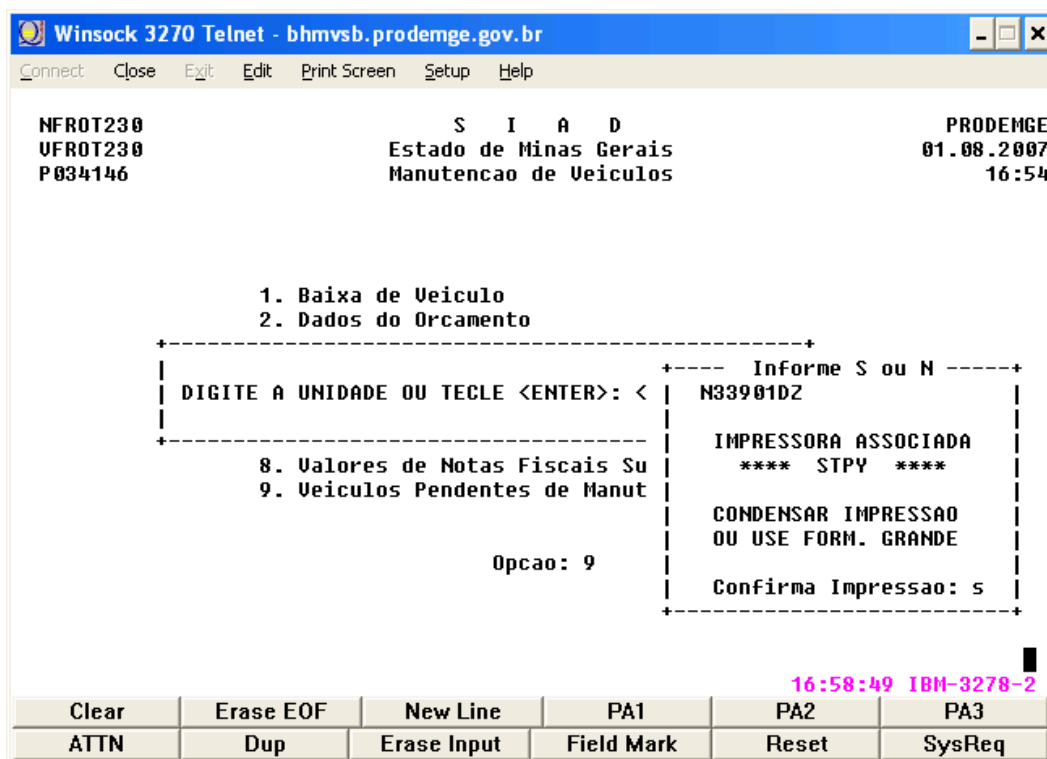 Winsock 3270 Telnet - bhmvsb.prodemge.gov.br
Connect Close Exit Edit Print Screen Setup Help
NFROT230 S I A D PRODEMGE
VFROT230 Estado de Minas Gerais 01.08.2007
P034146 Manutencao de Veiculos 16:54
1. Baixa de Veiculo
2. Dados do Orcamento
+---- Informe S ou N -----+
DIGITE A UNIDADE OU TECLE <ENTER>: < | N33901DZ
IMPRESSORA ASSOCIADA
8. Valores de Notas Fiscais Su | **** STPY ****
9. Veiculos Pendentes de Manut
CONDENSAR IMPRESSAO
OU USE FORM. GRANDE
Opcao: 9
Confirma Impressao: s
16:58:49 IBM-3278-2
Clear Erase EOF New Line PA1 PA2 PA3
ATTN Dup Erase Input Field Mark Reset SysReq